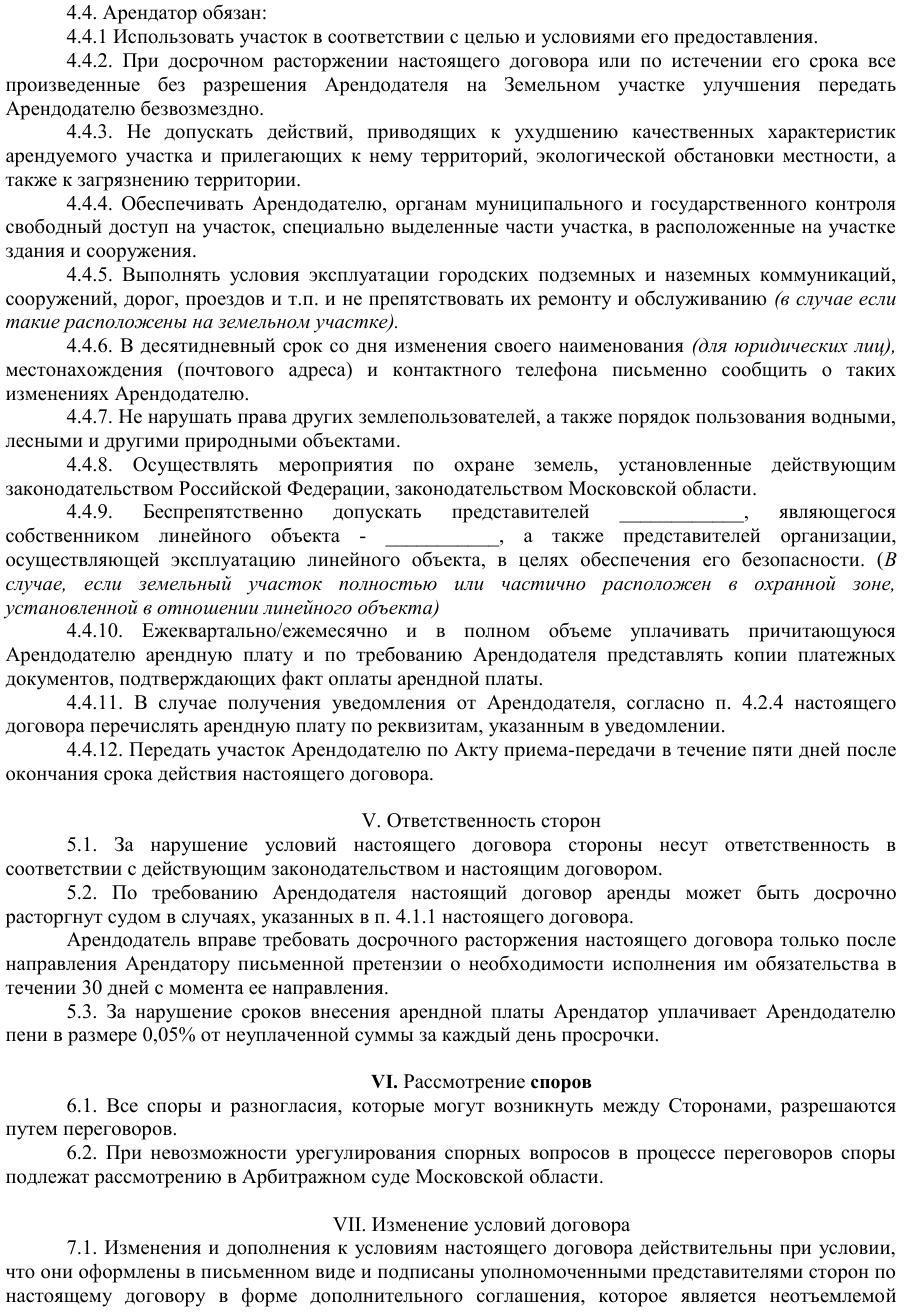 4.4. Арендатор обязан:
4.4.1 Использовать участок в соответствии с целью и условиями его предоставления.
4.4.2. При досрочном расторжении настоящего договора или по истечении его срока все
произведенные без разрешения Арендодателя на Земельном участке улучшения передать
Арендодателю безвозмездно.
4.4.3. Не допускать действий, приводящих к ухудшению качественных характеристик
арендуемого участка и прилегающих к нему территорий, экологической обстановки местности, а
также к загрязнению территории.
4.4.4. Обеспечивать Арендодателю, органам муниципального и государственного контроля
свободный доступ на участок, специально выделенные части участка, в расположенные на участке
здания и сооружения.
4.4.5. Выполнять условия эксплуатации городских подземных и наземных коммуникаций,
сооружений, дорог, проездов и т.п. и не препятствовать их ремонту и обслуживанию (в случае если
такие расположены на земельном участке).
4.4.6. В десятидневный срок со дня изменения своего наименования (для юридических лиц),
местонахождения (почтового адреса) и контактного телефона письменно сообщить о таких
изменениях Арендодателю.
4.4.7. Не нарушать права других землепользователей, а также порядок пользования водными,
лесными и другими природными объектами.
4.4.8. Осуществлять мероприятия по охране земель, установленные действующим
законодательством Российской Федерации, законодательством Московской области.
4.4.9. Беспрепятственно допускать представителей ____________, являющегося
собственником линейного объекта - ___________, а также представителей организации,
осуществляющей эксплуатацию линейного объекта, в целях обеспечения его безопасности. (В
случае, если земельный участок полностью или частично расположен в охранной зоне,
установленной в отношении линейного объекта)
4.4.10. Ежеквартально/ежемесячно и в полном объеме уплачивать причитающуюся
Арендодателю арендную плату и по требованию Арендодателя представлять копии платежных
документов, подтверждающих факт оплаты арендной платы.
4.4.11. В случае получения уведомления от Арендодателя, согласно п. 4.2.4 настоящего
договора перечислять арендную плату по реквизитам, указанным в уведомлении.
4.4.12. Передать участок Арендодателю по Акту приема-передачи в течение пяти дней после
окончания срока действия настоящего договора.
V. Ответственность сторон
5.1. За нарушение условий настоящего договора стороны несут ответственность в
соответствии с действующим законодательством и настоящим договором.
5.2. По требованию Арендодателя настоящий договор аренды может быть досрочно
расторгнут судом в случаях, указанных в п. 4.1.1 настоящего договора.
Арендодатель вправе требовать досрочного расторжения настоящего договора только после
направления Арендатору письменной претензии о необходимости исполнения им обязательства в
течении 30 дней с момента ее направления.
5.3. За нарушение сроков внесения арендной платы Арендатор уплачивает Арендодателю
пени в размере 0,05% от неуплаченной суммы за каждый день просрочки.
VI. Рассмотрение споров
6.1. Все споры и разногласия, которые могут возникнуть между Сторонами, разрешаются
путем переговоров.
6.2. При невозможности урегулирования спорных вопросов в процессе переговоров споры
подлежат рассмотрению в Арбитражном суде Московской области.
VII. Изменение условий договора
7.1. Изменения и дополнения к условиям настоящего договора действительны при условии,
что они оформлены в письменном виде и подписаны уполномоченными представителями сторон по
настоящему договору в форме дополнительного соглашения, которое является неотъемлемой